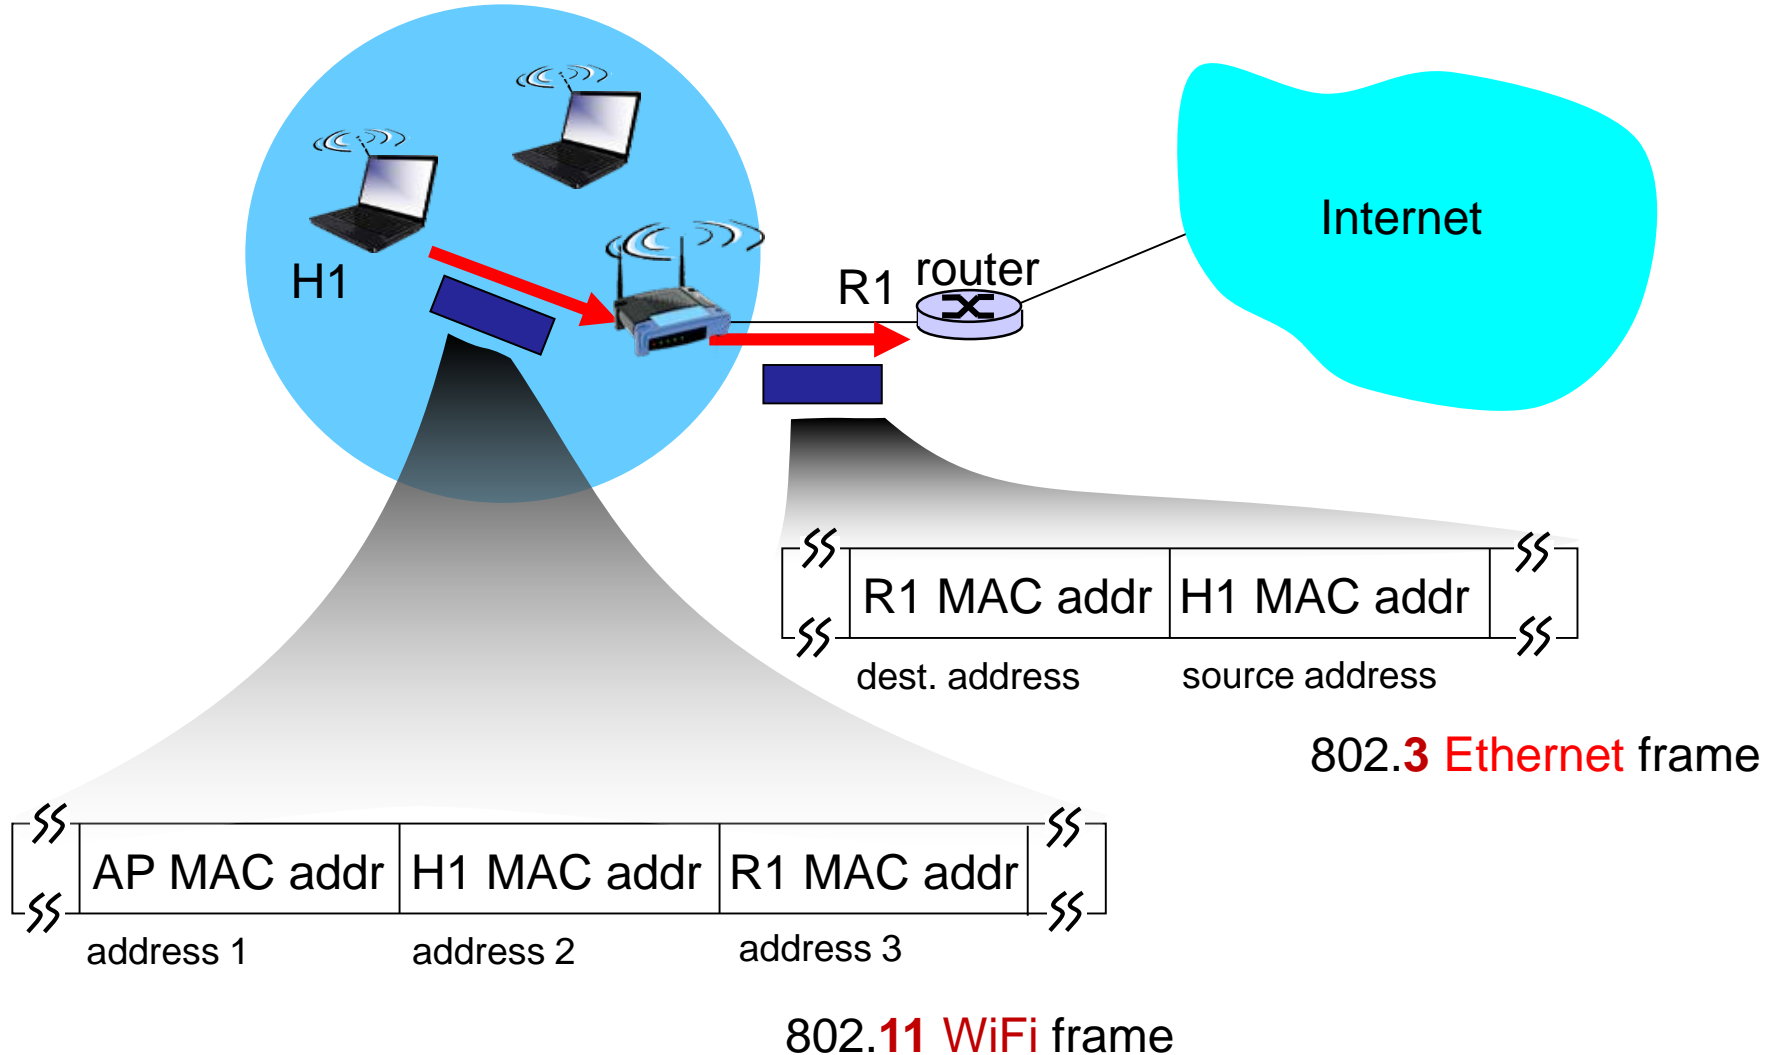 Internet
router
R1
H1
R1 MAC addr H1 MAC addr
dest. address source address
802.3 Ethernet frame
AP MAC addr H1 MAC addr R1 MAC addr
address 1 address 2 address 3
802.11 WiFi frame